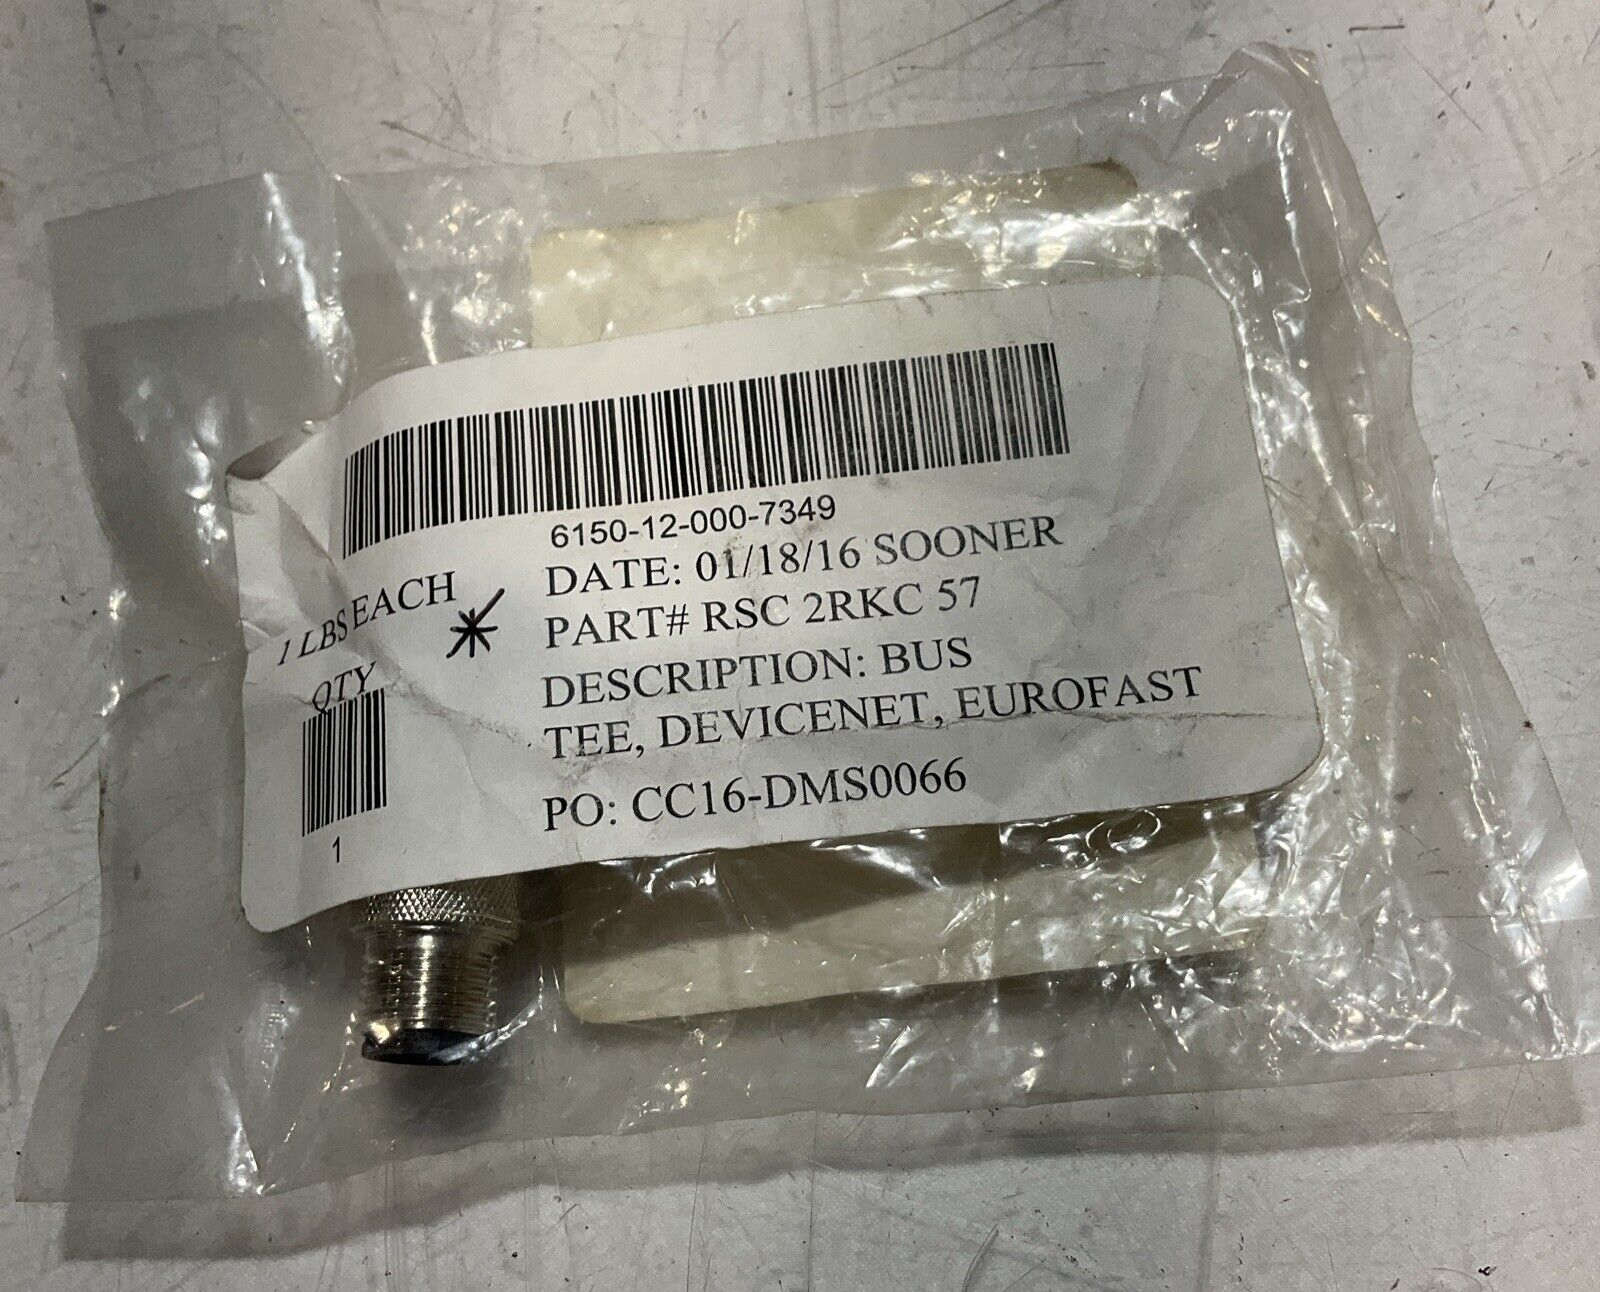 6150-12-000-7349
DATE: 01/18/16 SOONER
PART# RSC 2RKC 57
DESCRIPTION: BUS
TEE, DEVICENET, EUROFAST
PO: CC16-DMS0066
1 LBS EACH
QTY
1